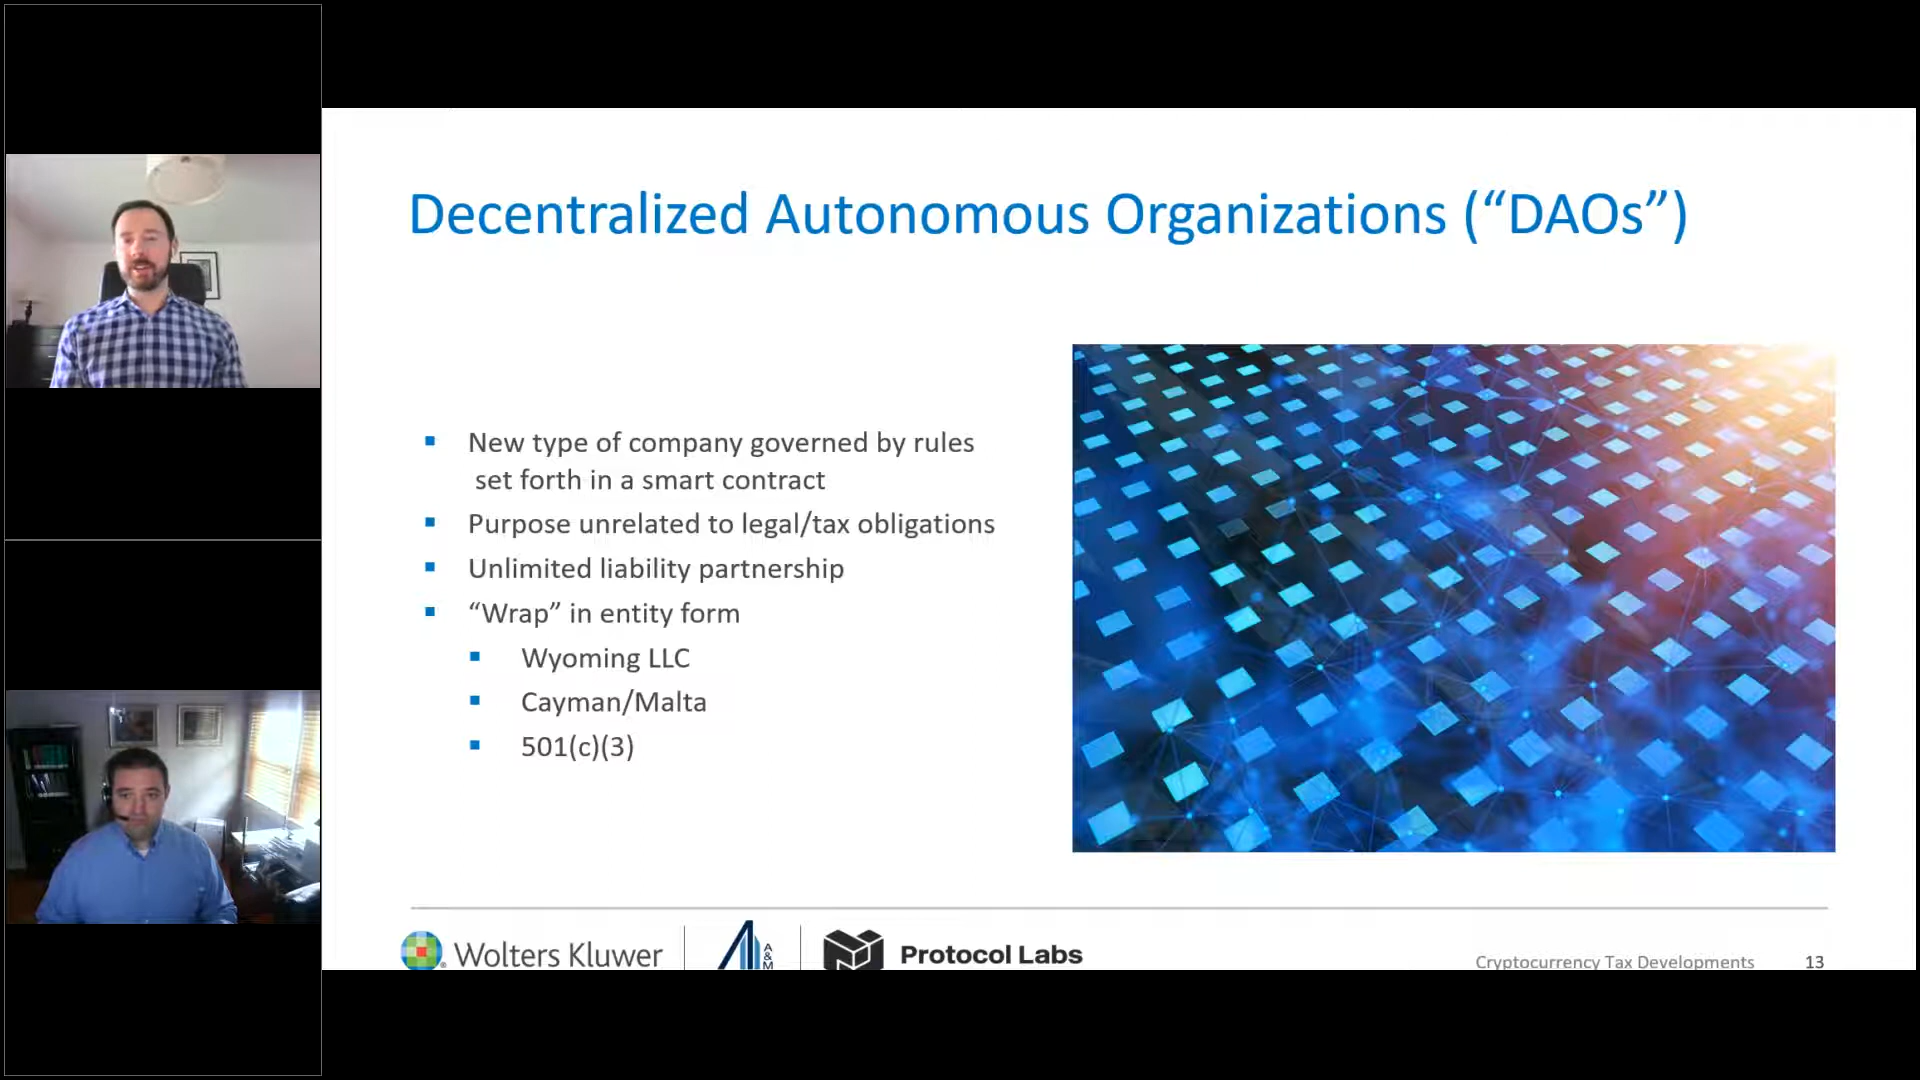 Decentralized Autonomous Organizations (“DAOs”)
New type of company governed by rules
set forth in a smart contract
Purpose unrelated to legal/tax obligations
Unlimited liability partnership
“Wrap” in entity form
Wyoming LLC
Cayman/Malta
501(c)(3)
Wolters Kluwer
A&M
Protocol Labs
Cryptocurrency Tax Developments 13